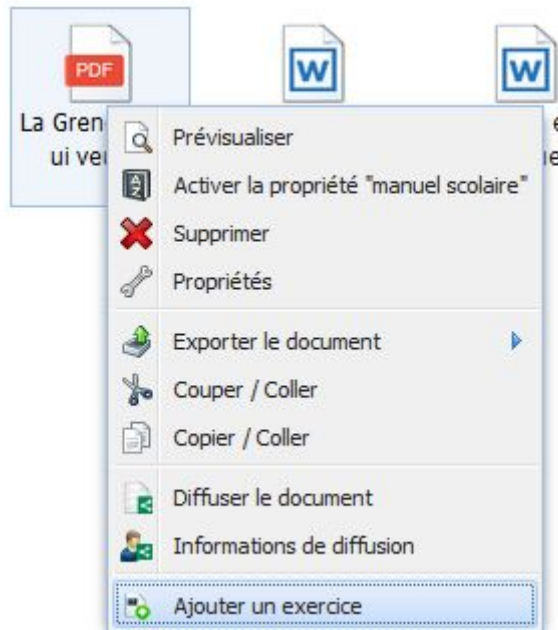 PDF
W
W
La Gren
ui ve
Prévisualiser
Activer la propriété "manuel scolaire"
Supprimer
Propriétés
Exporter le document
Couper / Coller
Copier / Coller
Diffuser le document
Informations de diffusion
Ajouter un exercice